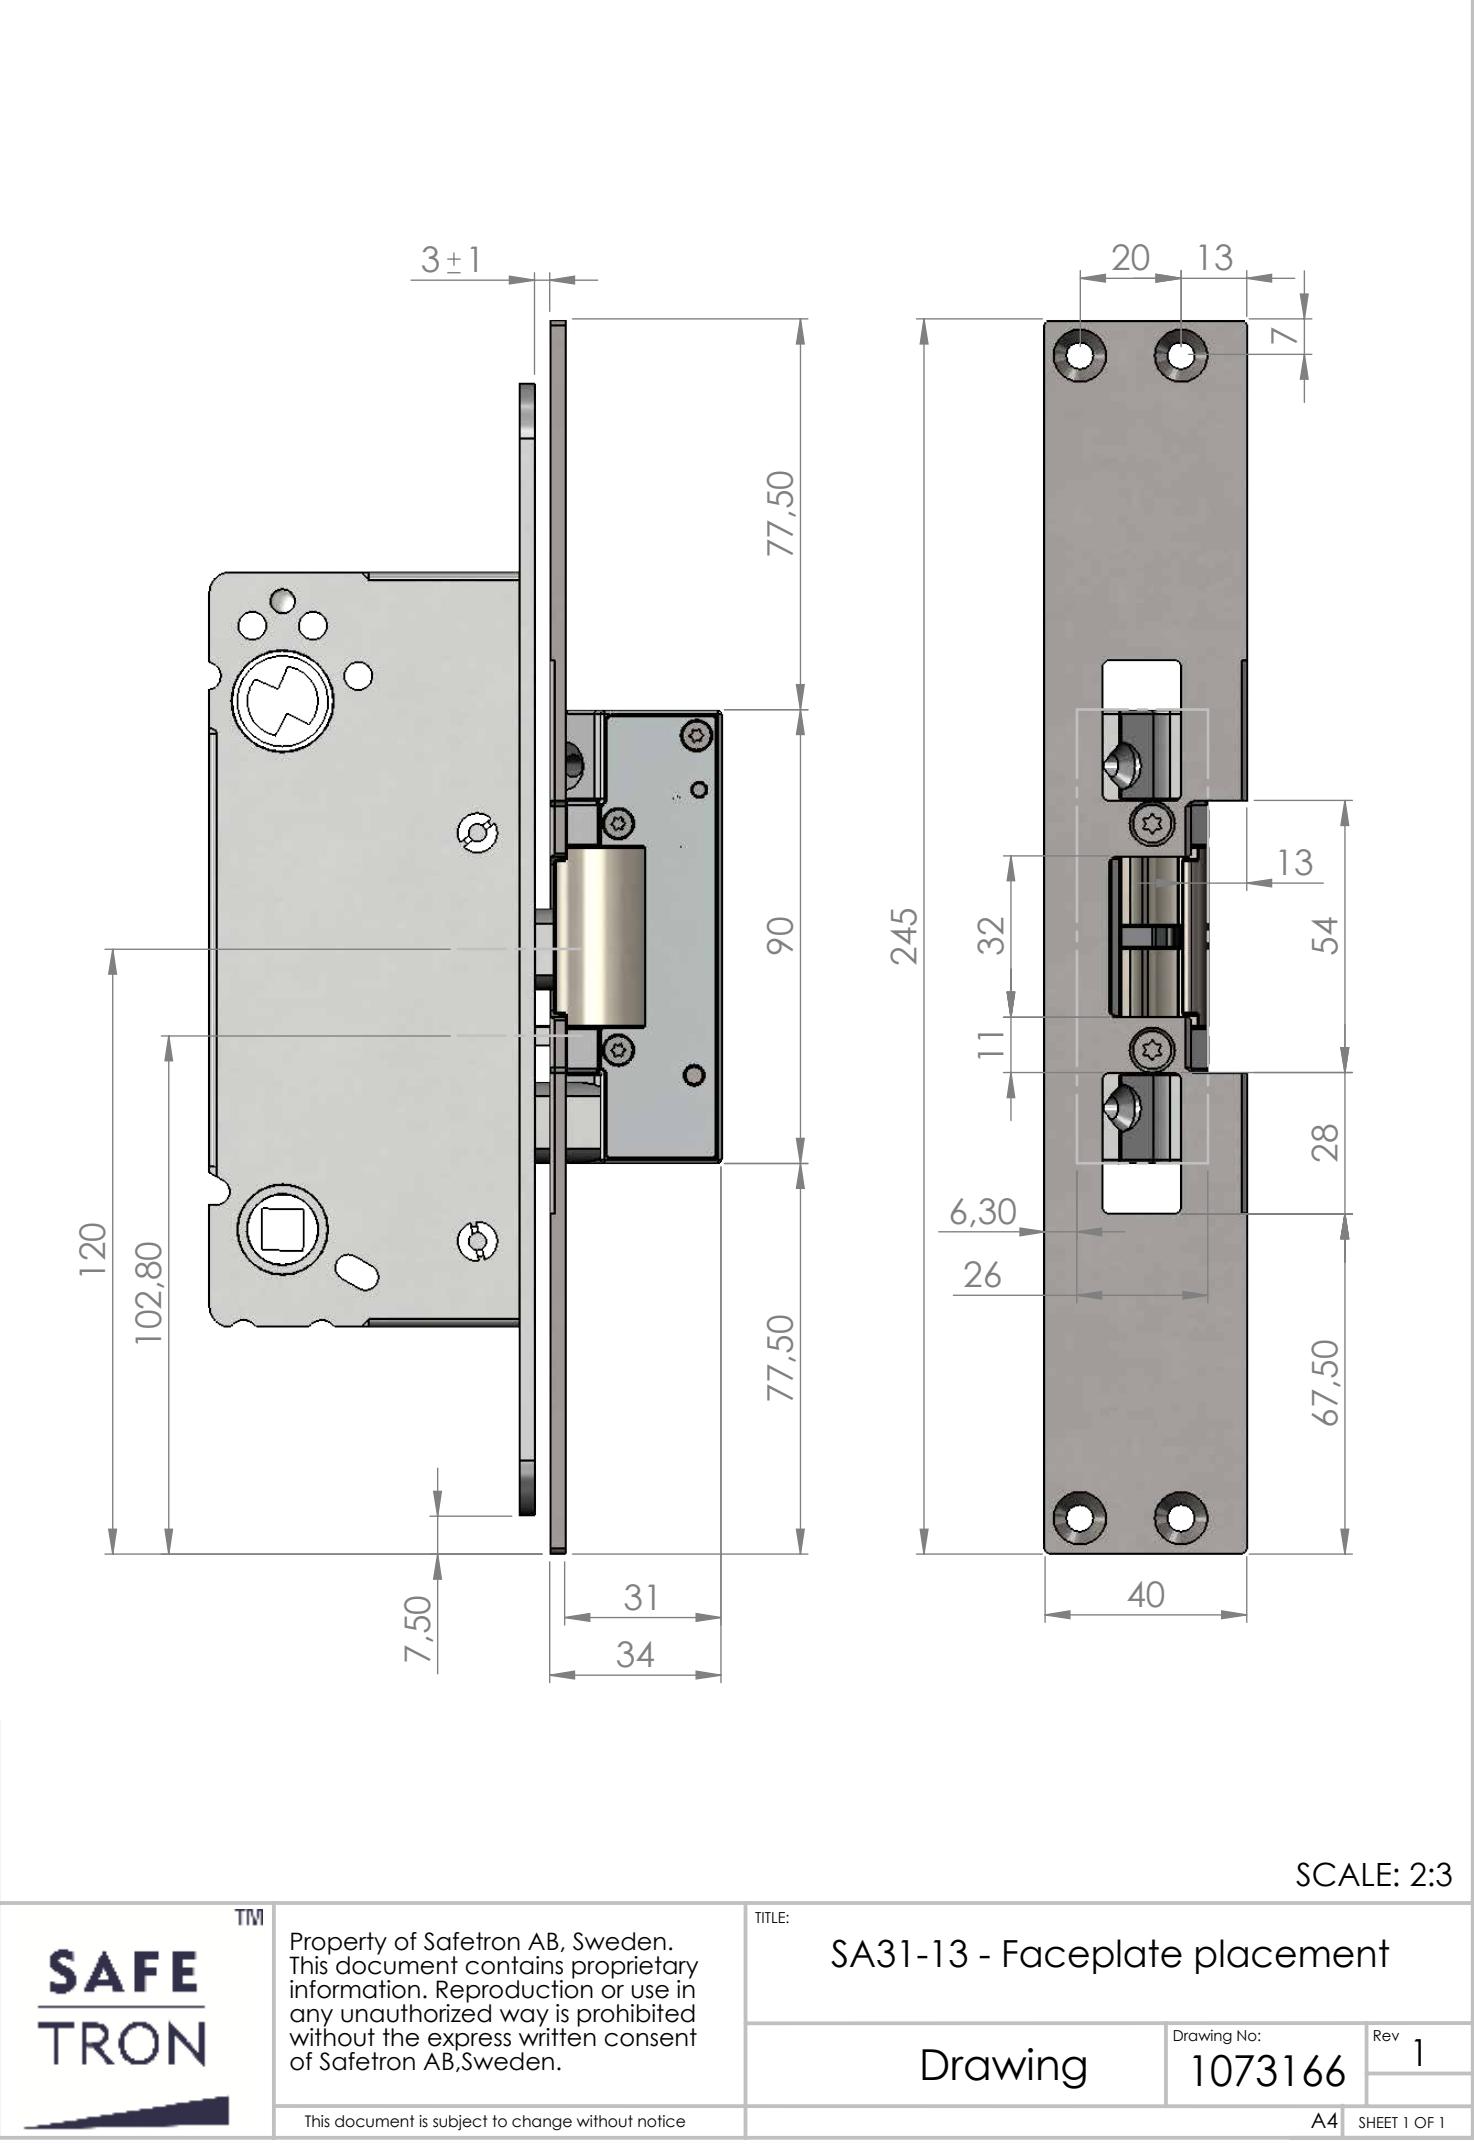 3±1
20
13
7
77,50
90
77,50
245
32
11
13
54
28
6,30
26
67,50
120
102,80
7,50
31
34
40
SCALE: 2:3
SAFE
TRON
TM
Property of Safetron AB, Sweden.
This document contains proprietary
information. Reproduction or use in
any unauthorized way is prohibited
without the express written consent
of Safetron AB,Sweden.
This document is subject to change without notice
TITLE:
SA31-13 - Faceplate placement
Drawing
Drawing No:
1073166
Rev
1
A4
SHEET 1 OF 1